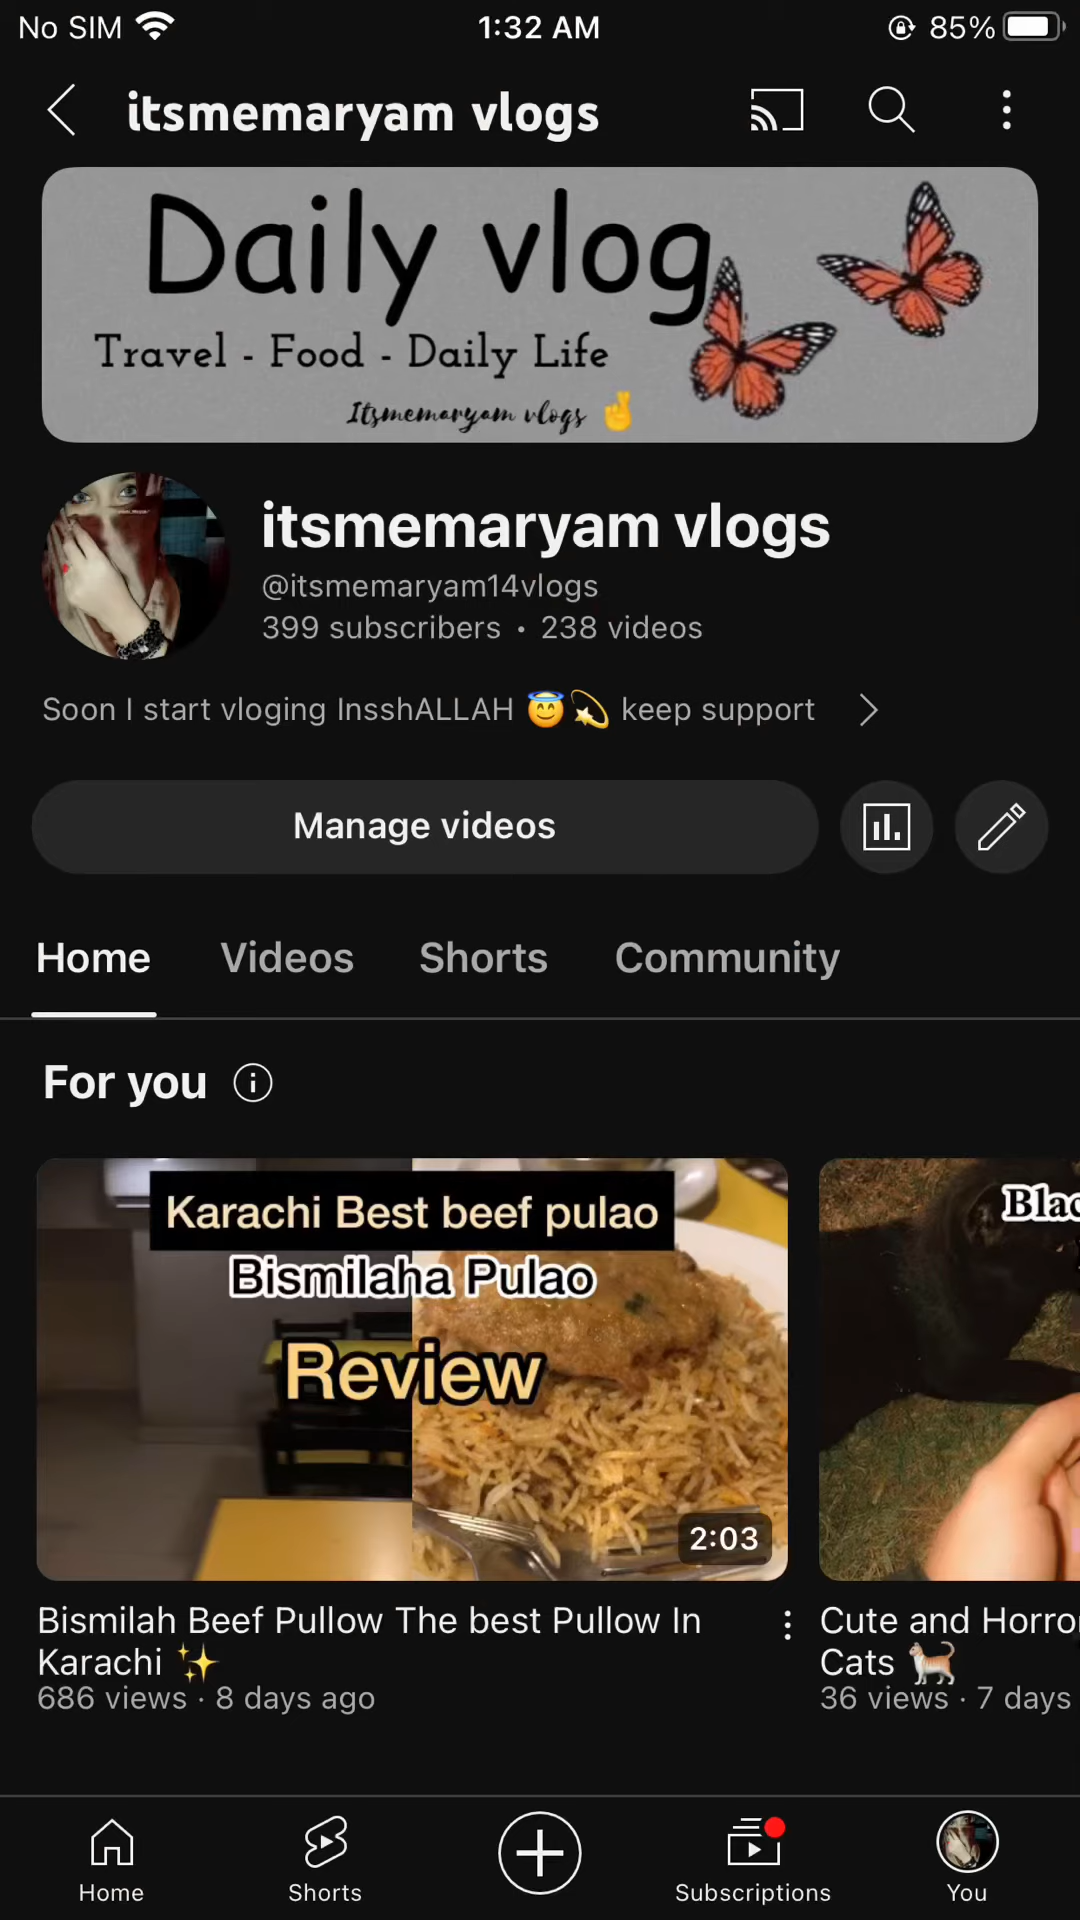 No SIM
1:32 AM
85%
itsmemaryam vlogs
Daily vlog
Travel - Food - Daily Life
Itsmemaryam vlogs 🤞
itsmemaryam vlogs
@itsmemaryam14vlogs
399 subscribers • 238 videos
Soon I start vloging InsshALLAH 😇💫 keep support
Manage videos
Home
Videos
Shorts
Community
For you
Karachi Best beef pulao
Bismilaha Pulao
Review
2:03
Blac
Bismilah Beef Pullow The best Pullow In
Karachi ✨
686 views · 8 days ago
Cute and Horro
Cats 🐈
36 views · 7 days
Home
Shorts
Subscriptions
You